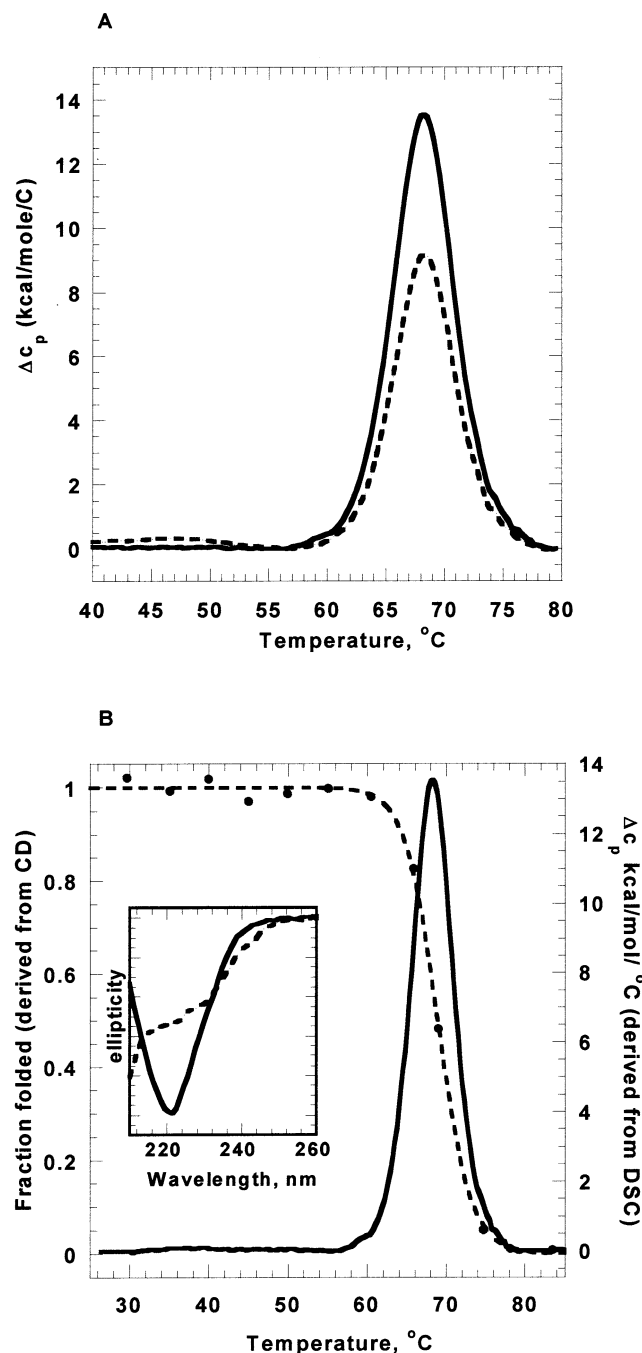 A
14
12
10
8
6
4
2
0
Δc p (kcal/mole/C)
40 45 50 55 60 65 70 75 80
Temperature, °C
B
1
0.8
0.6
0.4
0.2
0
Fraction folded (derived from CD)
ellipticity
220 240 260
Wavelength, nm
14
12
10
8
6
4
2
0
Δc p kcal/mol/ °C (derived from DSC)
30 40 50 60 70 80
Temperature, °C